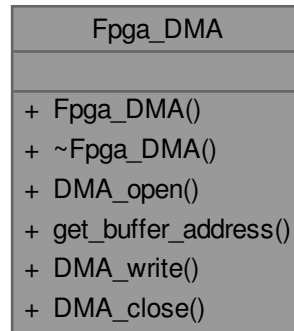 Fpga_DMA
+ Fpga_DMA()
+ ~Fpga_DMA()
+ DMA_open()
+ get_buffer_address()
+ DMA_write()
+ DMA_close()